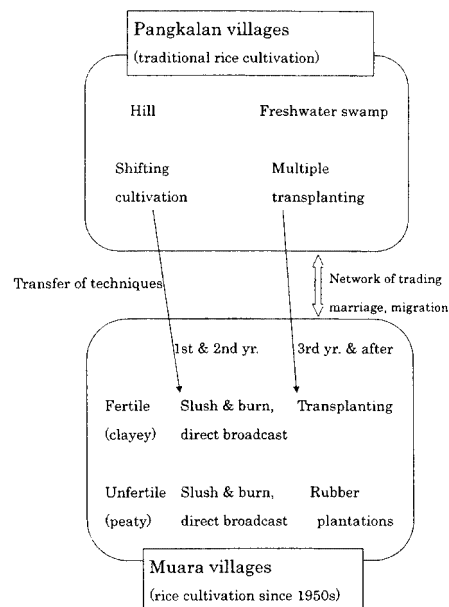 Pangkalan villages
(traditional rice cultivation)
Hill Freshwater swamp
Shifting Multiple
cultivation transplanting
Transfer of techniques
Network of trading
marriage, migration
1st & 2nd yr. 3rd yr. & after
Fertile Slush & burn, Transplanting
(clayey) direct broadcast
Unfertile Slush & burn, Rubber
(peaty) direct broadcast plantations
Muara villages
(rice cultivation since 1950s)